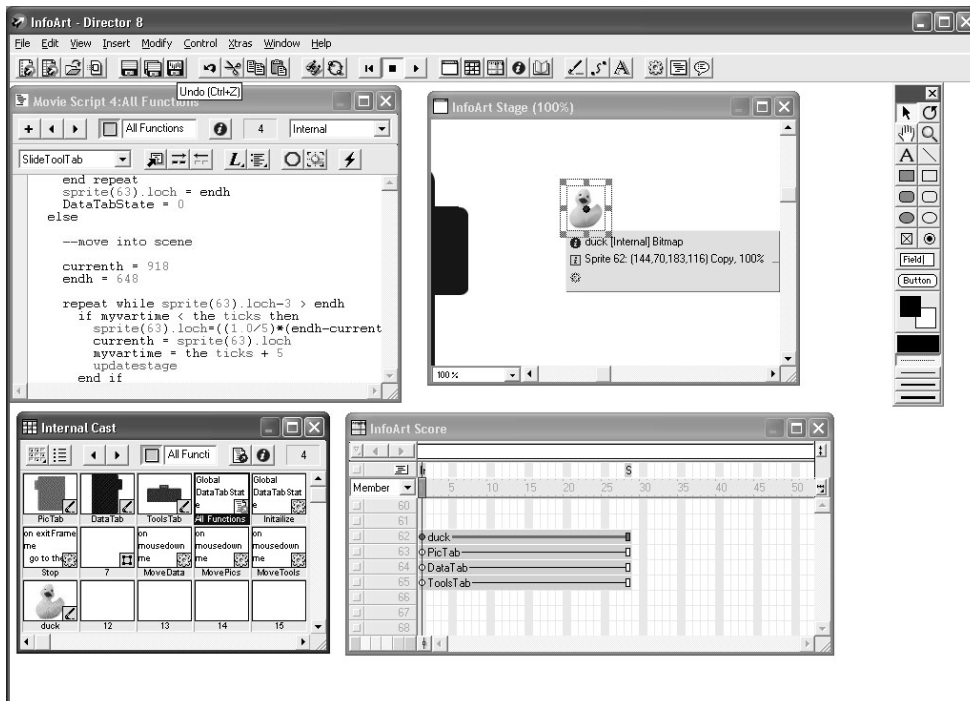 InfoArt - Director 8
File Edit View Insert Modify Control Xtras Window Help
Undo (Ctrl+Z)
Movie Script 4:All Functions
All Functions 4 Internal
SlideToolTab
end repeat
sprite(63).loch = endh
DataTabState = 0
else
--move into scene
currenth = 918
endh = 648
repeat while sprite(63).loch-3 > endh
if myvartime < the ticks then
sprite(63).loch=((1.0/5)*(endh-current
currenth = sprite(63).loch
myvartime = the ticks + 5
updatestage
end if
InfoArt Stage (100%)
duck [Internal] Bitmap
Sprite 62: (144,70,183,116) Copy, 100% ...
100%
Field
Button
Internal Cast
All Functi 4
Global
DataTabStat
e
Global
DataTabStat
e
PicTab DataTab ToolsTab All Functions Initailize
on exitFrame
me
go to the
on
mousedown
me
on
mousedown
me
on
mousedown
me
Stop 7 MoveData MovePics MoveTools
duck 12 13 14 15
InfoArt Score
S
Member 5 10 15 20 25 30 35 40 45 50
60
61
62 duck
63 PicTab
64 DataTab
65 ToolsTab
66
67
68